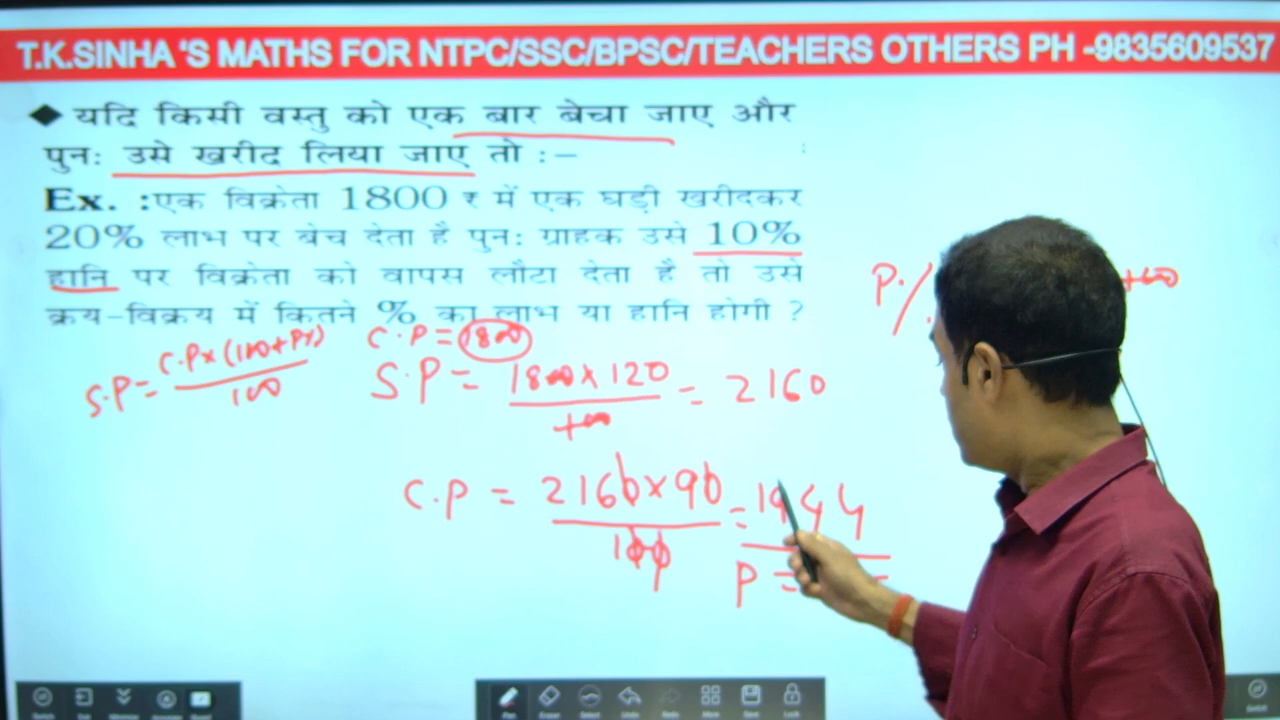 T.K.SINHA 'S MATHS FOR NTPC/SSC/BPSC/TEACHERS OTHERS PH -9835609537
◆ यदि किसी वस्तु को एक बार बेचा जाए और
पुनः उसे खरीद लिया जाए तो :–
Ex. :एक विक्रेता 1800 ₹ में एक घड़ी खरीदकर
20% लाभ पर बेच देता है पुनः ग्राहक उसे 10%
हानि पर विक्रेता को वापस लौटा देता है तो उसे
क्रय-विक्रय में कितने % का लाभ या हानि होगी ?
P.%
C.P = 1800
S.P = C.P x (100+P%) / 100
S.P = 1800 x 120 / 100 = 2160
C.P = 2160 x 90 / 100 = 1944
P =